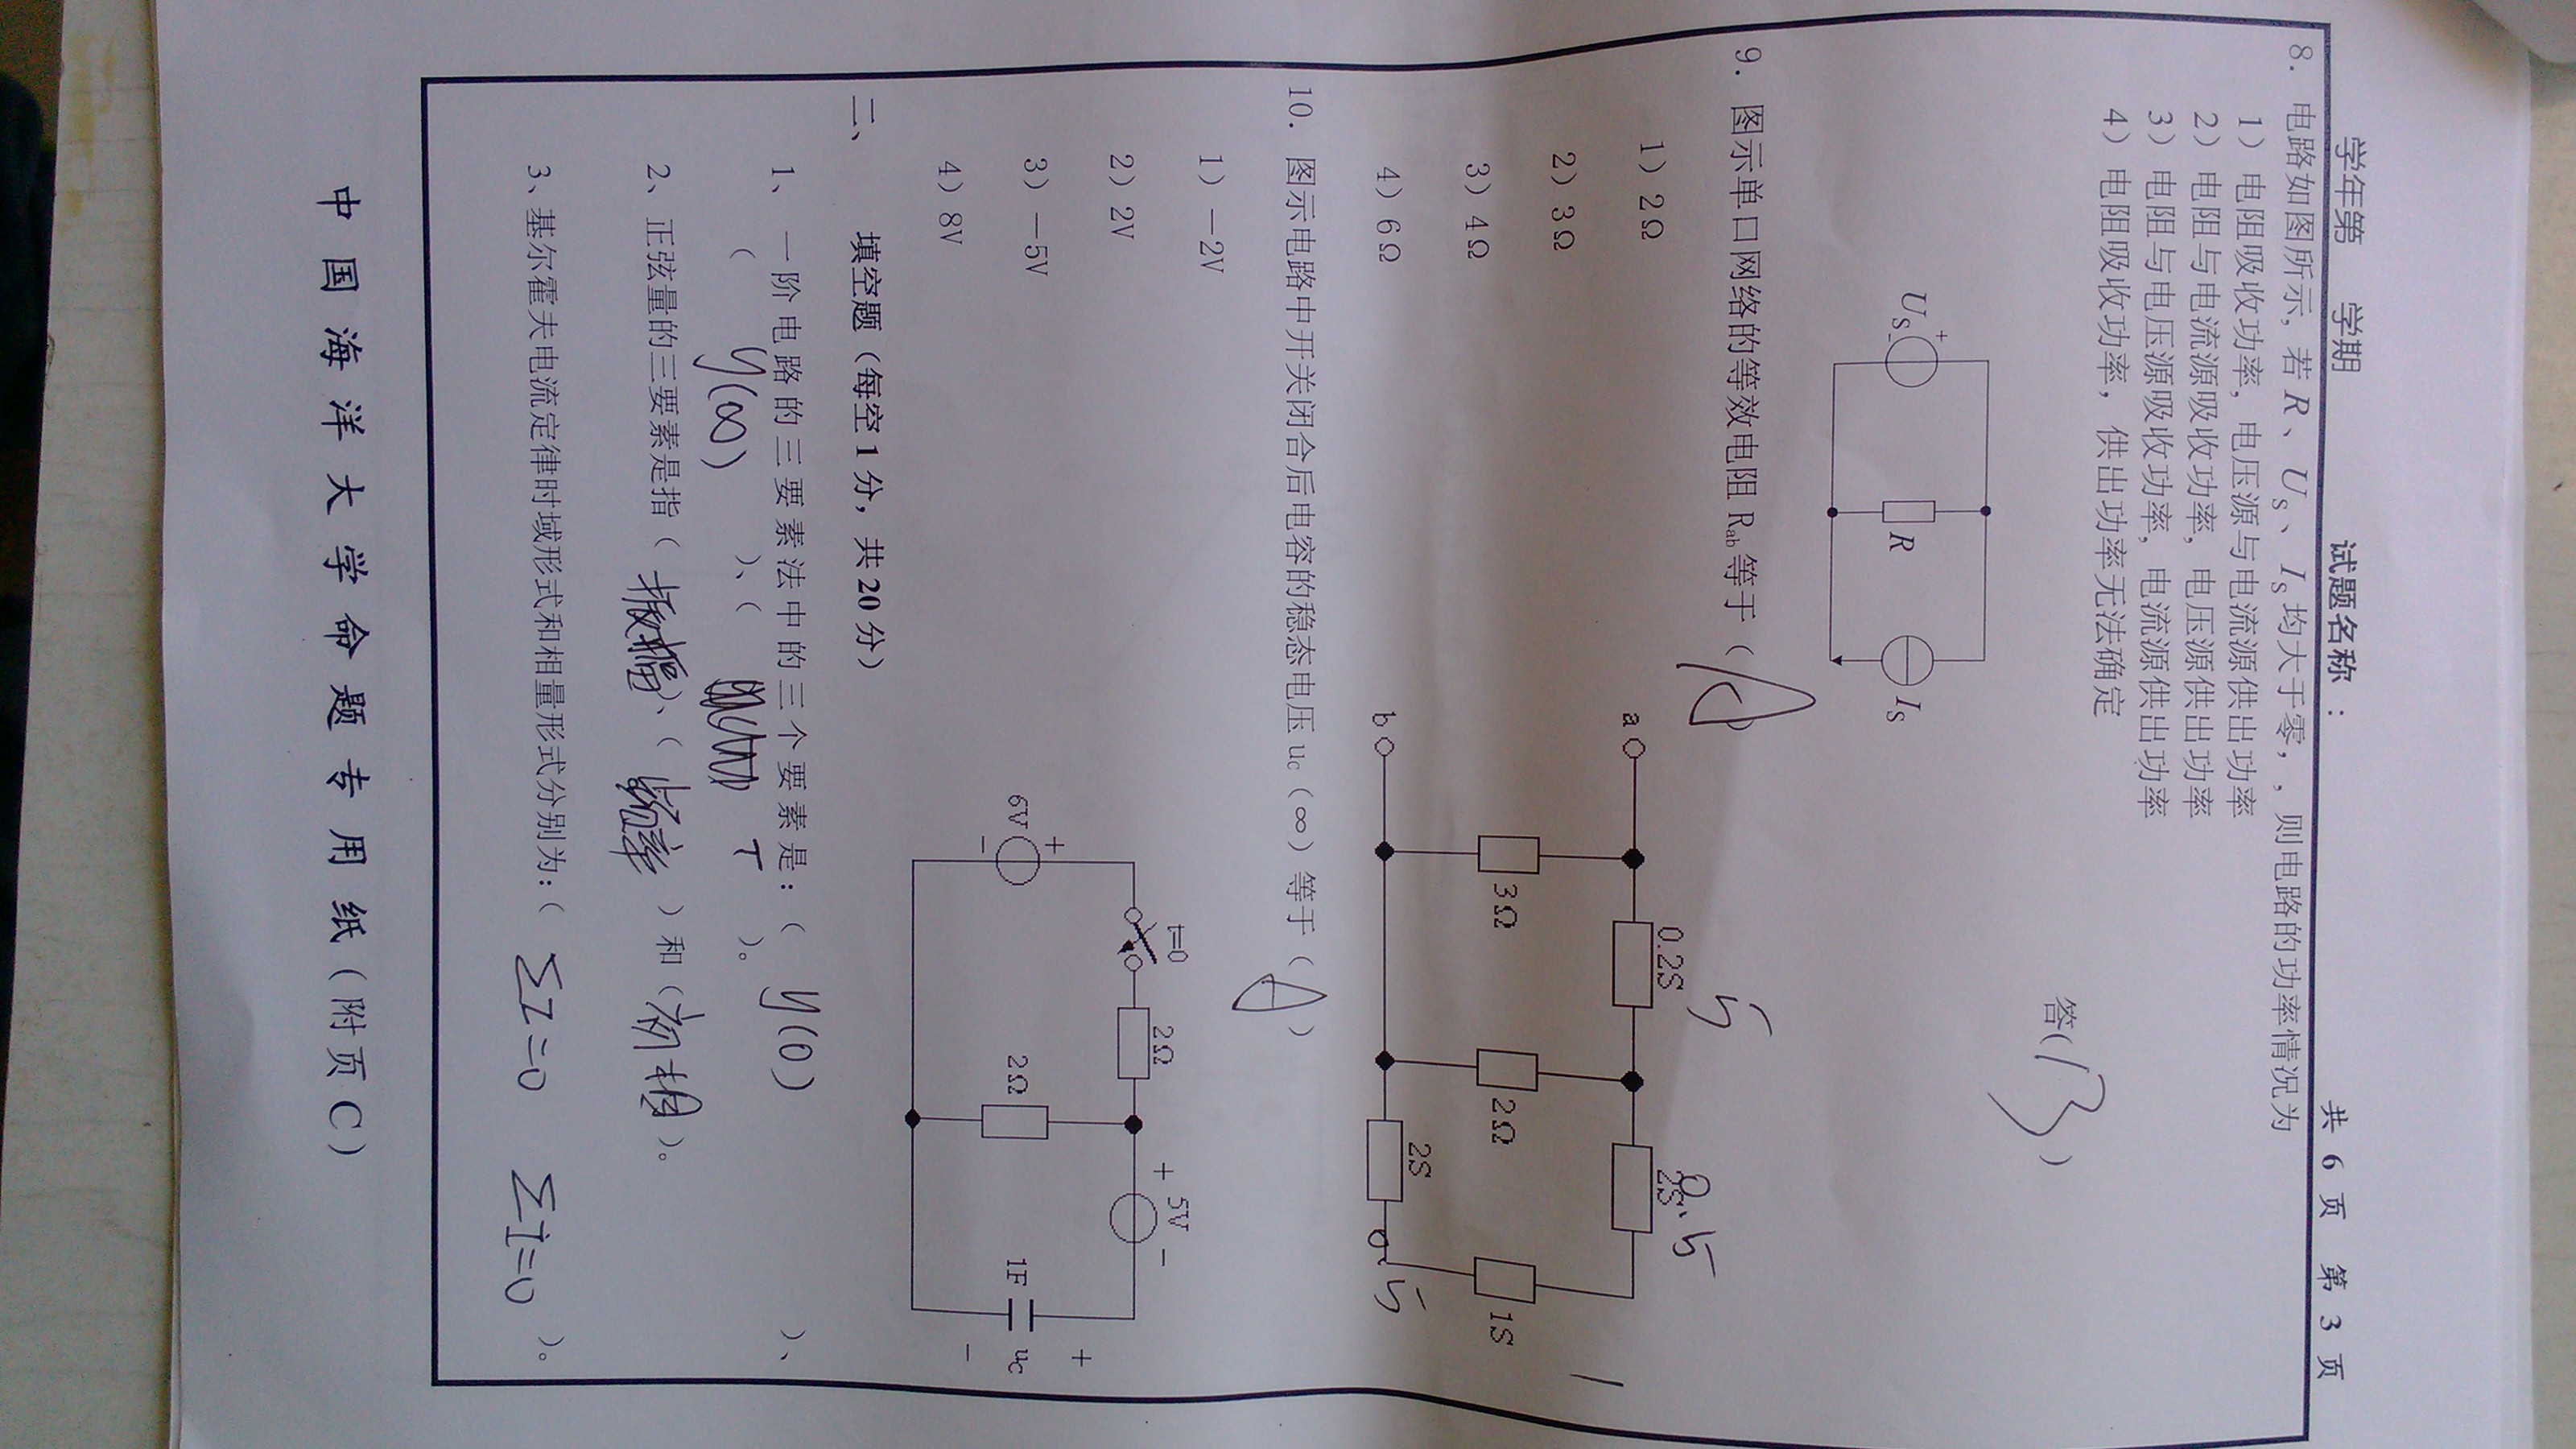 学年第 学期 试题名称 : 共 6 页 第 3 页
8. 电路如图所示, 若 R、US、IS 均大于零，, 则电路的功率情况为
1）电阻吸收功率, 电压源与电流源供出功率
2）电阻与电流源吸收功率, 电压源供出功率
3）电阻与电压源吸收功率, 电流源供出功率
4）电阻吸收功率，供出功率无法确定
答( B )
+
US
-
R
IS
9. 图示单口网络的等效电阻 Rab 等于（ A ）
5
0.5
1）2Ω
0.2S
2S
a
1
2）3Ω
3Ω
2Ω
1S
3）4Ω
2S
4）6Ω
b
0.5
10. 图示电路中开关闭合后电容的稳态电压 uC（∞）等于（ A ）
1）－2V
t=0
2Ω
+ 5V -
2）2V
+
+
3）－5V
6V
2Ω
1F
uC
-
-
4）8V
二、 填空题（每空 1 分，共 20 分）
1、一阶电路的三要素法中的三个要素是：（ y(0) ）、
（ y(∞) ）、（ τ ）。
2、正弦量的三要素是指（ 振幅 ）、（ 频率 ）和（ 初相 ）。
3、基尔霍夫电流定律时域形式和相量形式分别为：（ ΣI=0 Σİ=0 ）。
中国海洋大学命题专用纸（附页C）